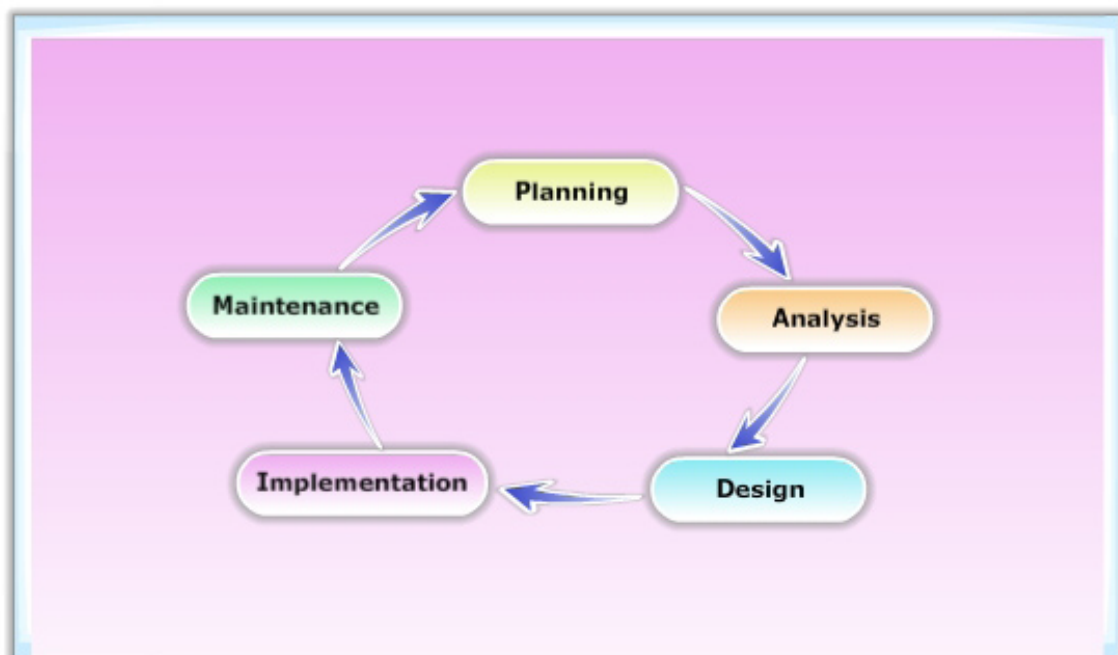 Planning
Analysis
Design
Implementation
Maintenance